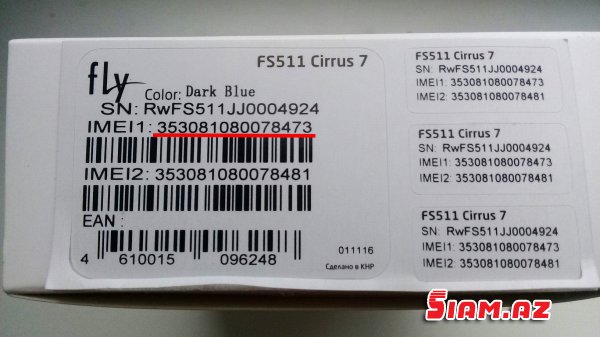 fly
FS511 Cirrus 7
Color: Dark Blue
SN: RwFS511JJ0004924
IMEI1: 353081080078473
IMEI2: 353081080078481
EAN :
4 610015 096248
011116
Сделано в КНР
FS511 Cirrus 7
SN: RwFS511JJ0004924
IMEI1: 353081080078473
IMEI2: 353081080078481
FS511 Cirrus 7
SN: RwFS511JJ0004924
IMEI1: 353081080078473
IMEI2: 353081080078481
FS511 Cirrus 7
SN: RwFS511JJ0004924
IMEI1: 353081080078473
IMEI2: 353081080078481
SIAM.AZ